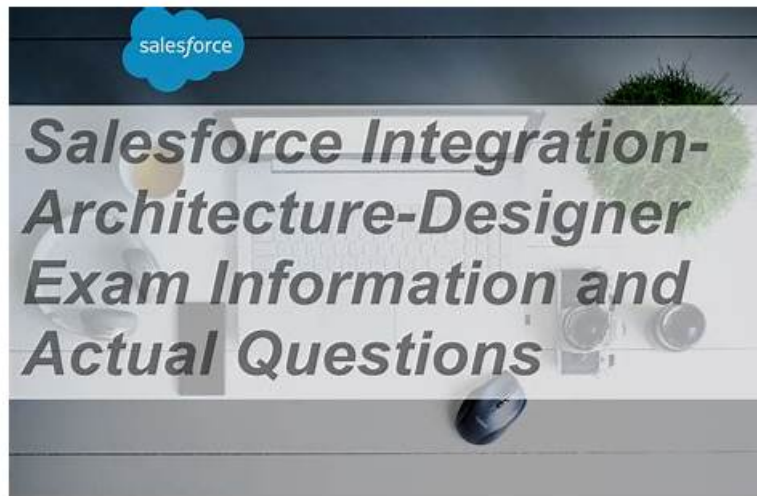 salesforce
Salesforce Integration-
Architecture-Designer
Exam Information and
Actual Questions